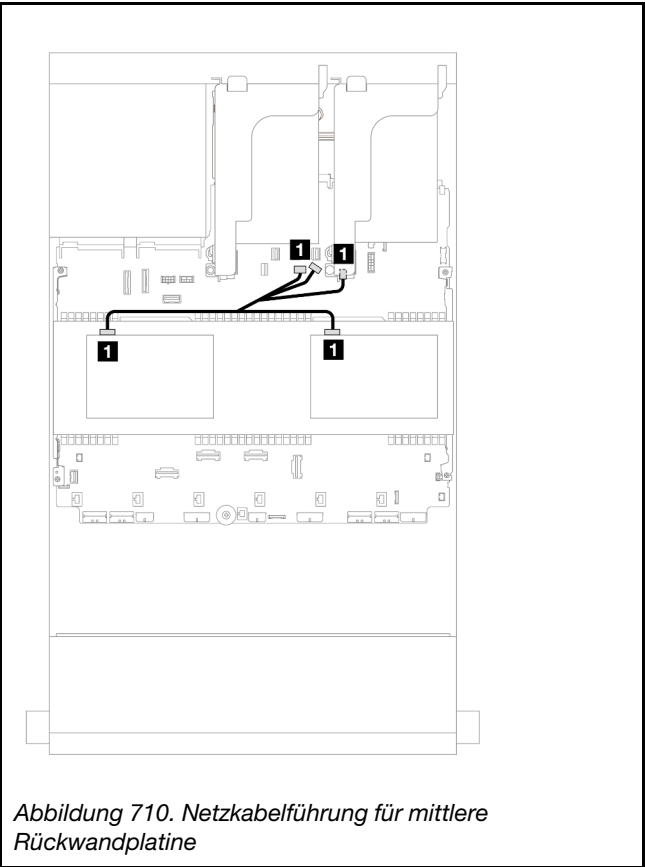 1 1
1 1
Abbildung 710. Netzkabelführung für mittlere
Rückwandplatine